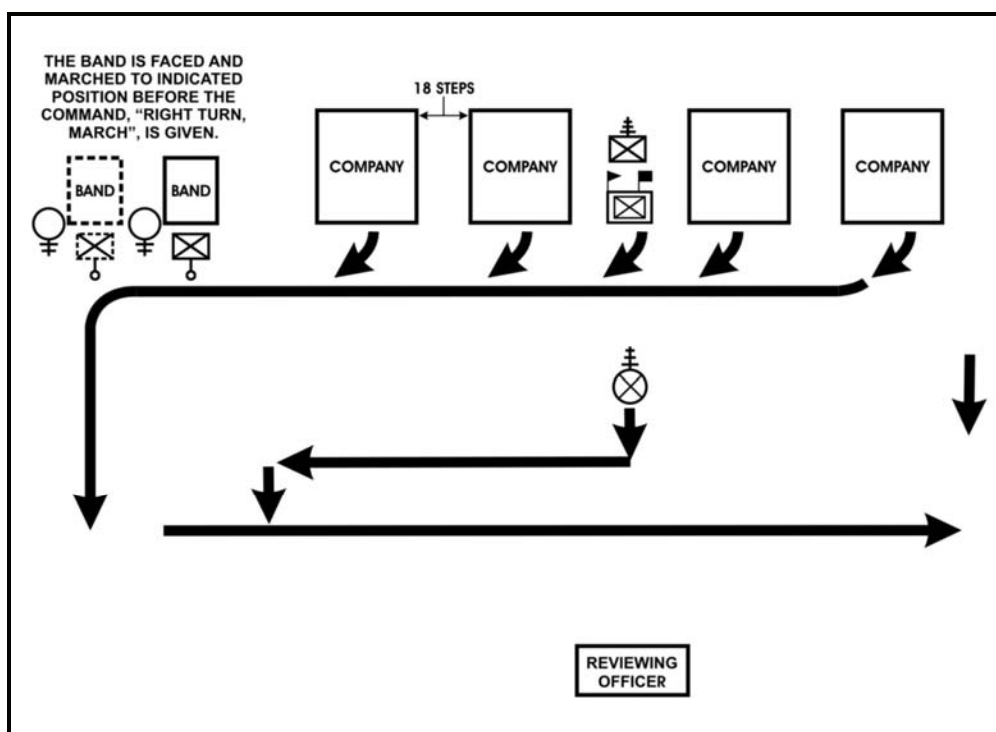 THE BAND IS FACED AND
MARCHED TO INDICATED
POSITION BEFORE THE
COMMAND, “RIGHT TURN,
MARCH”, IS GIVEN.
18 STEPS
BAND
BAND
COMPANY
COMPANY
COMPANY
COMPANY
REVIEWING
OFFICER